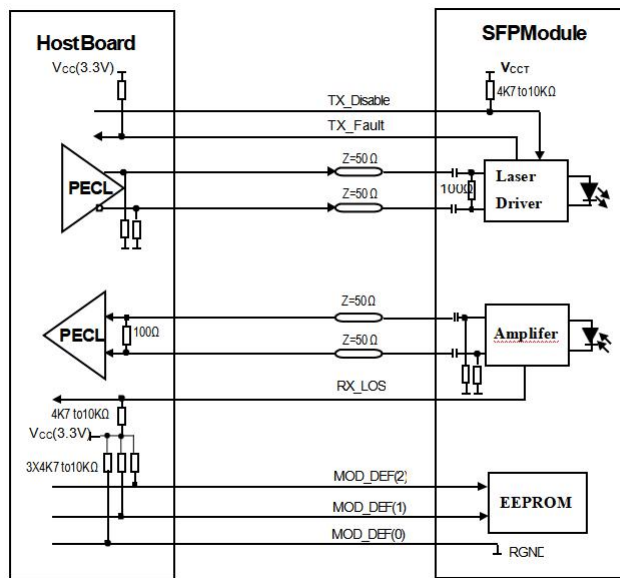 HostBoard
SFPModule
VCC(3.3V)
VCCT
4K7 to10KΩ
TX_Disable
TX_Fault
Z=50Ω
PECL
100Ω
Laser
Driver
Z=50Ω
Z=50Ω
PECL
100Ω
Amplifer
Z=50Ω
RX_LOS
4K7 to10KΩ
VCC(3.3V)
3X4K7 to10KΩ
MOD_DEF(2)
MOD_DEF(1)
EEPROM
MOD_DEF(0)
RGND